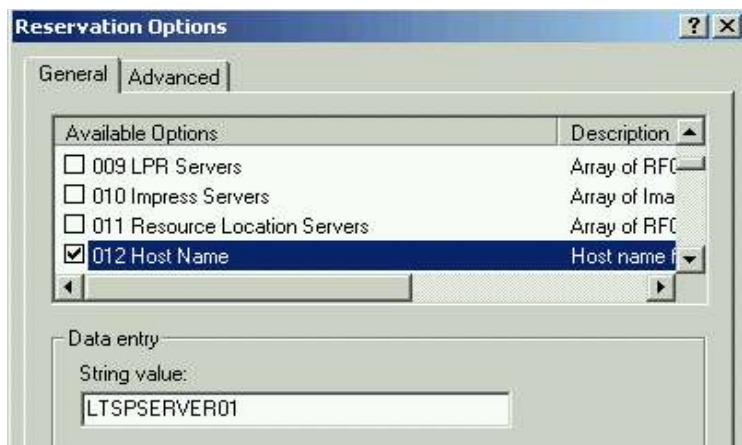 Reservation Options
General Advanced
Available Options Description
009 LPR Servers Array of RFC
010 Impress Servers Array of Ima
011 Resource Location Servers Array of RFC
012 Host Name Host name f
Data entry
String value:
LTSPSERVER01